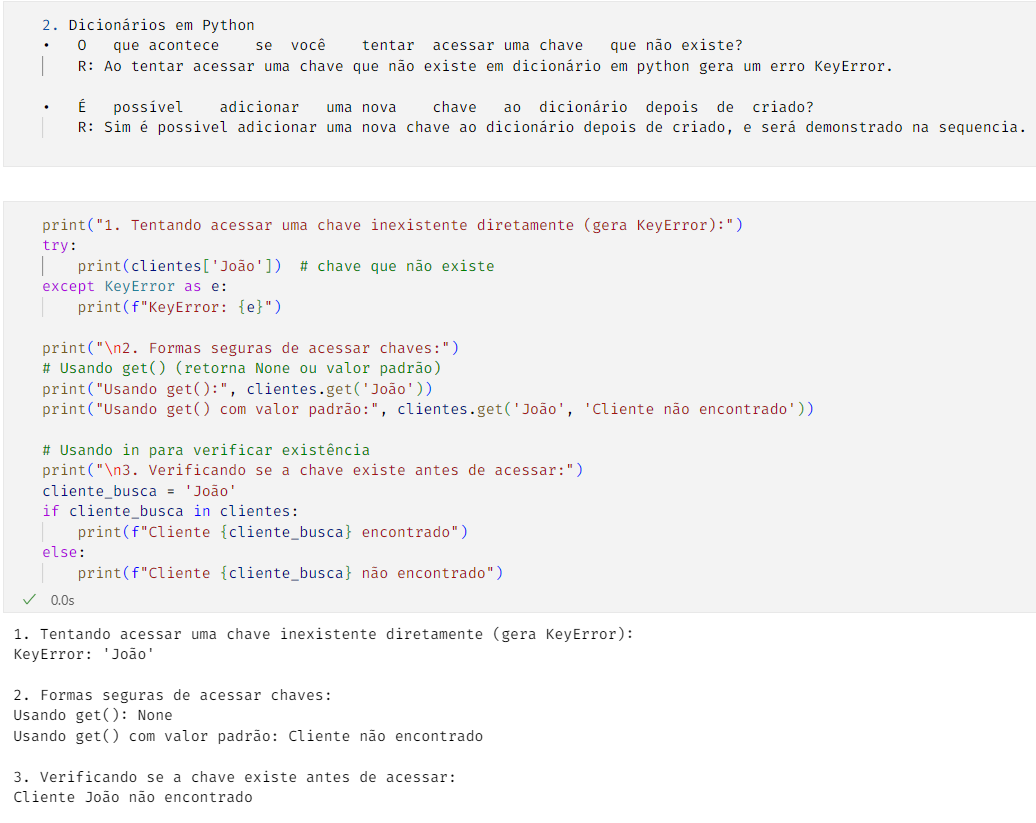 2. Dicionários em Python
• O que acontece se você tentar acessar uma chave que não existe?
R: Ao tentar acessar uma chave que não existe em dicionário em python gera um erro KeyError.
• É possível adicionar uma nova chave ao dicionário depois de criado?
R: Sim é possivel adicionar uma nova chave ao dicionário depois de criado, e será demonstrado na sequencia.
print("1. Tentando acessar uma chave inexistente diretamente (gera KeyError):")
try:
    print(clientes['João'])  # chave que não existe
except KeyError as e:
    print(f"KeyError: {e}")
print("\n2. Formas seguras de acessar chaves:")
# Usando get() (retorna None ou valor padrão)
print("Usando get():", clientes.get('João'))
print("Usando get() com valor padrão:", clientes.get('João', 'Cliente não encontrado'))
# Usando in para verificar existência
print("\n3. Verificando se a chave existe antes de acessar:")
cliente_busca = 'João'
if cliente_busca in clientes:
    print(f"Cliente {cliente_busca} encontrado")
else:
    print(f"Cliente {cliente_busca} não encontrado")
✓ 0.0s
1. Tentando acessar uma chave inexistente diretamente (gera KeyError):
KeyError: 'João'
2. Formas seguras de acessar chaves:
Usando get(): None
Usando get() com valor padrão: Cliente não encontrado
3. Verificando se a chave existe antes de acessar:
Cliente João não encontrado